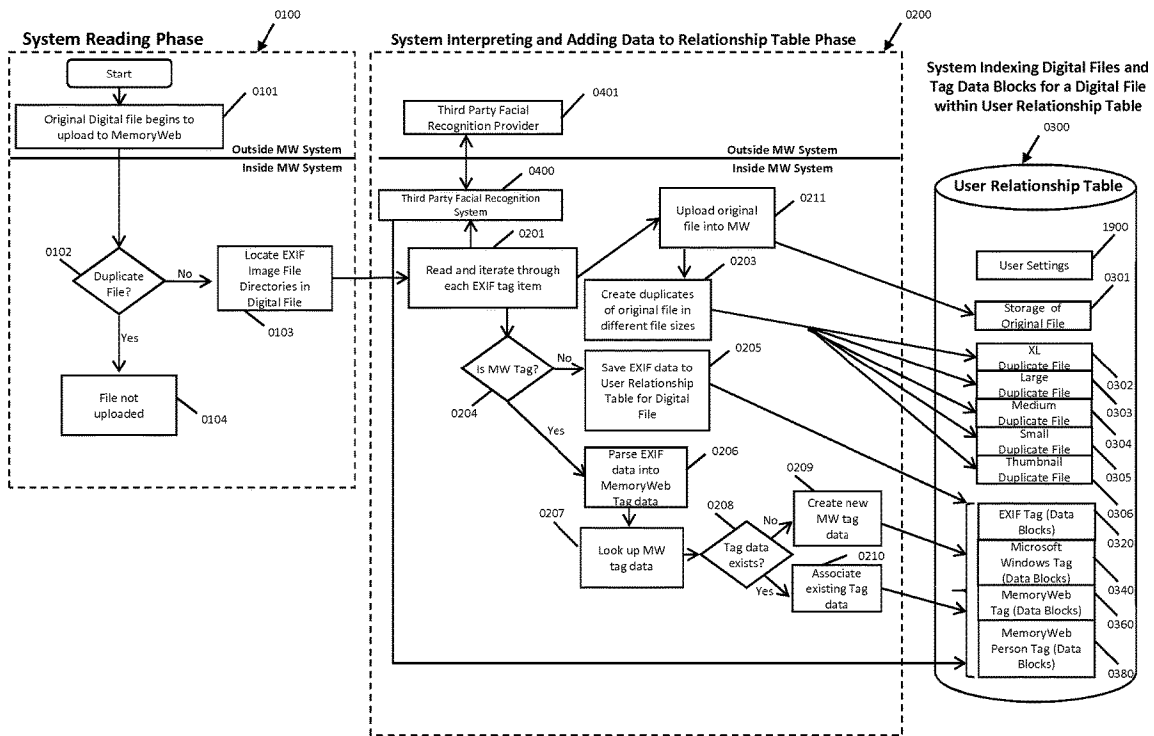 0100
System Reading Phase
Start
0101
Original Digital file begins to
upload to MemoryWeb
Outside MW System
Inside MW System
0102
Duplicate
File?
No
Locate EXIF
Image File
Directories in
Digital File
0103
Yes
File not
uploaded
0104
0200
System Interpreting and Adding Data to Relationship Table Phase
0401
Third Party Facial
Recognition Provider
Outside MW System
Inside MW System
0400
Third Party Facial Recognition
System
0201
Read and iterate through
each EXIF tag item
Upload original
file into MW
0211
0203
Create duplicates
of original file in
different file sizes
Is MW Tag?
No
0204
0205
Save EXIF data to
User Relationship
Table for Digital
File
Yes
Parse EXIF
data into
MemoryWeb
Tag data
0206
0207
Look up MW
tag data
0208
Tag data
exists?
No
0209
Create new
MW tag
data
Yes
0210
Associate
existing Tag
data
System Indexing Digital Files and
Tag Data Blocks for a Digital File
within User Relationship Table
0300
User Relationship Table
1900
User Settings
0301
Storage of
Original File
XL
Duplicate File
0302
Large
Duplicate File
0303
Medium
Duplicate File
0304
Small
Duplicate File
0305
Thumbnail
Duplicate File
0306
EXIF Tag (Data
Blocks)
0320
Microsoft
Windows Tag
(Data Blocks)
0340
MemoryWeb
Tag (Data Blocks)
0360
MemoryWeb
Person Tag (Data
Blocks)
0380